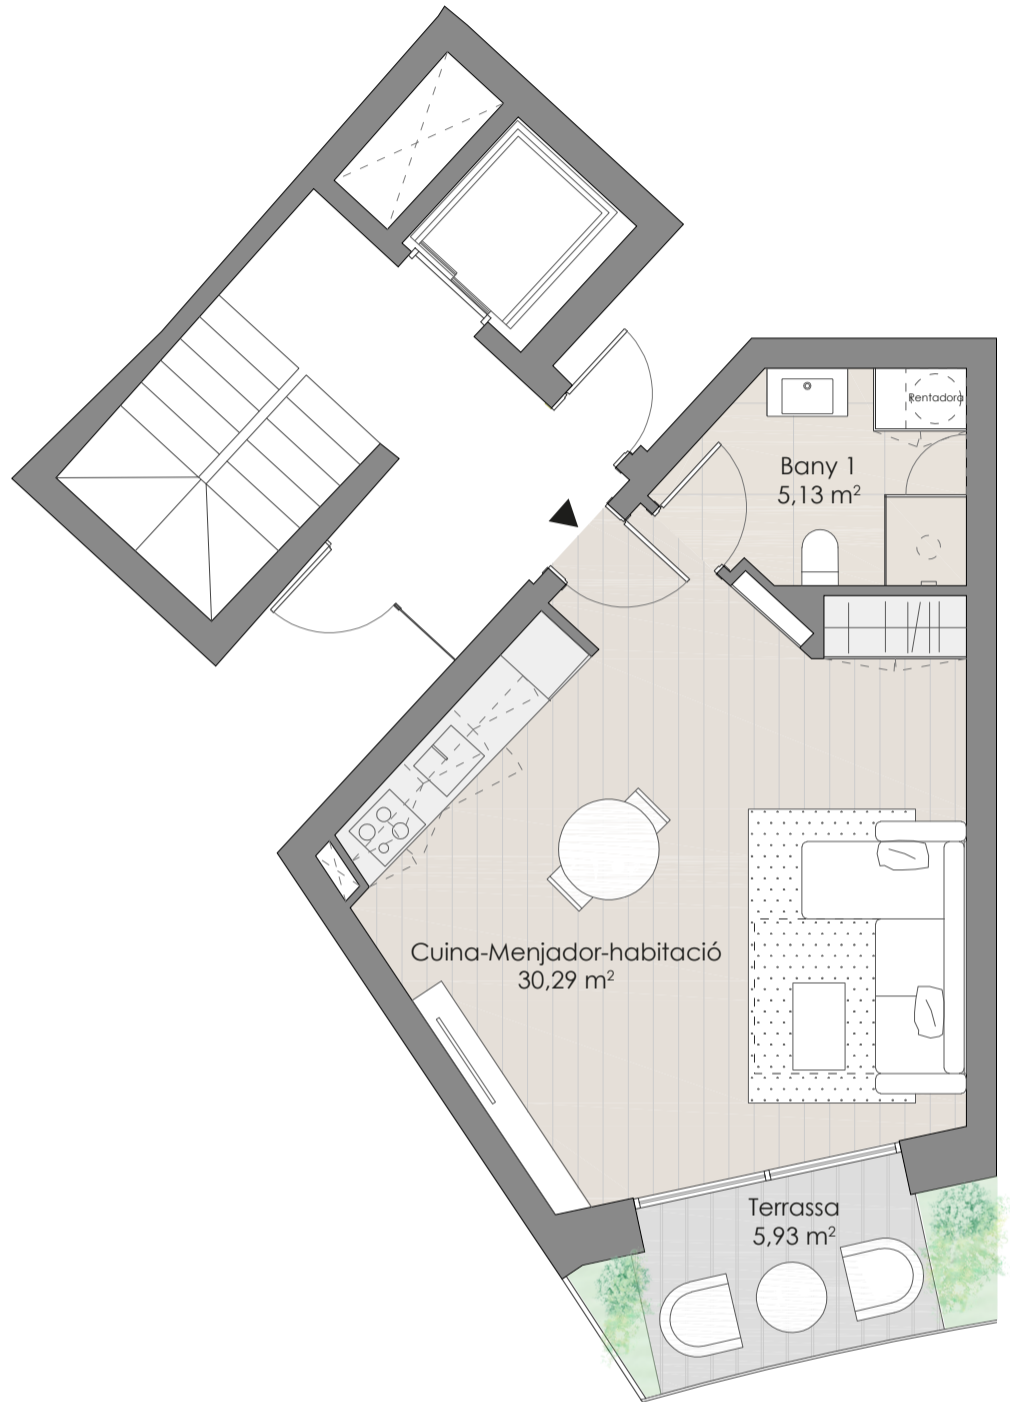 Rentadora
Bany 1
5,13 m²
Cuina-Menjador-habitació
30,29 m²
Terrassa
5,93 m²